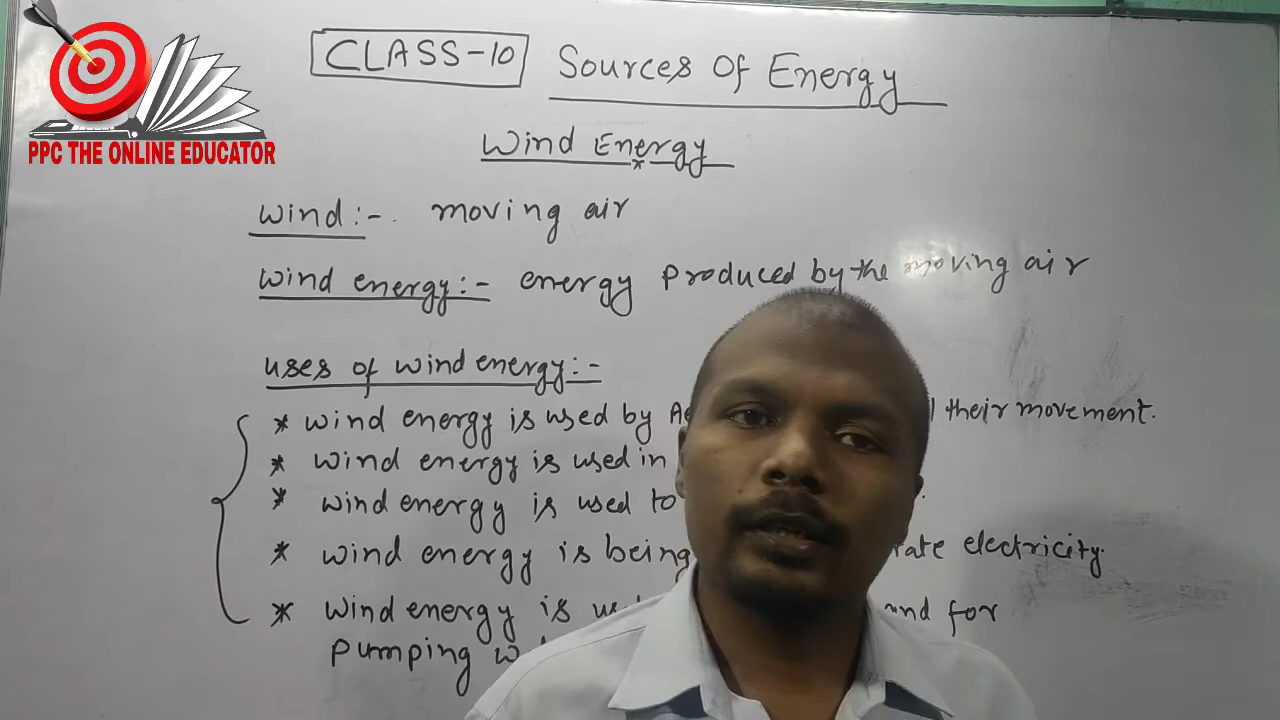 CLASS-10 Sources Of Energy
PPC THE ONLINE EDUCATOR
Wind Energy
Wind :- moving air
Wind energy :- energy produced by the moving air
uses of wind energy :-
* wind energy is used by their movement.
* wind energy is used in
* wind energy is used to
* wind energy is being electricity.
* wind energy is for
pumping